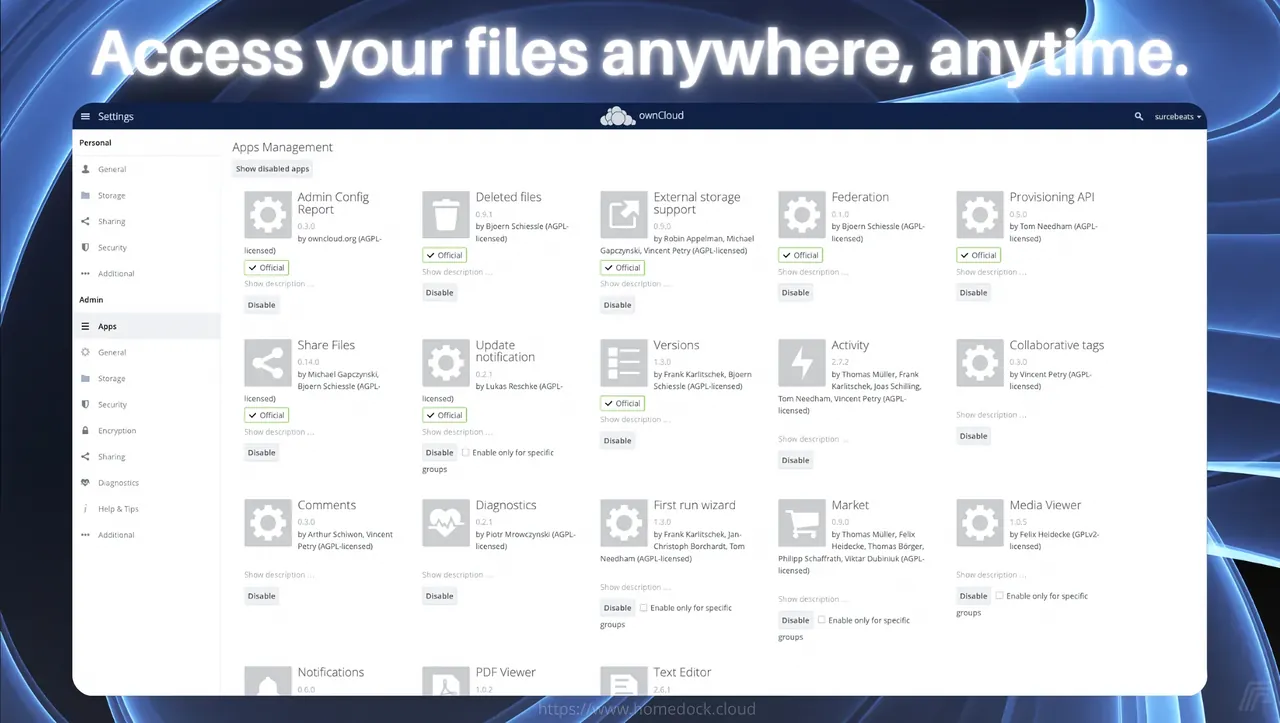 Access your files anywhere, anytime.
Settings
ownCloud
surcebeats
Personal
General
Storage
Sharing
Security
Additional
Admin
Apps
General
Storage
Security
Encryption
Sharing
Diagnostics
Help & Tips
Additional
Apps Management
Show disabled apps
Admin Config
Report
0.3.0
by owncloud.org (AGPL-
licensed)
Official
Show description ...
Disable
Deleted files
0.9.1
by Bjoern Schiessle (AGPL-
licensed)
Official
Show description ...
Disable
External storage
support
0.9.0
by Robin Appelman, Michael
Gapczynski, Vincent Petry (AGPL-licensed)
Official
Show description ...
Disable
Federation
0.1.0
by Bjoern Schiessle (AGPL-
licensed)
Official
Show description ...
Disable
Provisioning API
0.5.0
by Tom Needham (AGPL-
licensed)
Official
Show description ...
Disable
Share Files
0.14.0
by Michael Gapczynski,
Bjoern Schiessle (AGPL-
licensed)
Official
Show description ...
Disable
Update
notification
0.2.1
by Lukas Reschke (AGPL-
licensed)
Official
Show description ...
Disable Enable only for specific
groups
Versions
1.3.0
by Frank Karlitschek, Bjoern
Schiessle (AGPL-licensed)
Official
Show description ...
Disable
Activity
2.7.2
by Thomas Müller, Frank
Karlitschek, Joas Schilling,
Tom Needham, Vincent Petry (AGPL-
licensed)
Show description ...
Disable
Collaborative tags
0.3.0
by Vincent Petry (AGPL-
licensed)
Show description ...
Disable
Comments
0.3.0
by Arthur Schiwon, Vincent
Petry (AGPL-licensed)
Show description ...
Disable
Diagnostics
0.2.1
by Piotr Mrowczynski (AGPL-
licensed)
Show description ...
Disable
First run wizard
1.3.0
by Frank Karlitschek, Jan-
Christoph Borchardt, Tom
Needham (AGPL-licensed)
Show description ...
Disable Enable only for specific
groups
Market
0.9.0
by Thomas Müller, Felix
Heidecke, Thomas Börger,
Philipp Schaffrath, Viktar Dubiniuk (AGPL-
licensed)
Show description ...
Disable Enable only for specific
groups
Media Viewer
1.0.5
by Felix Heidecke (GPLv2-
licensed)
Show description ...
Disable Enable only for specific
groups
Notifications
0.6.0
PDF Viewer
1.0.2
Text Editor
2.6.1
https://www.homedock.cloud